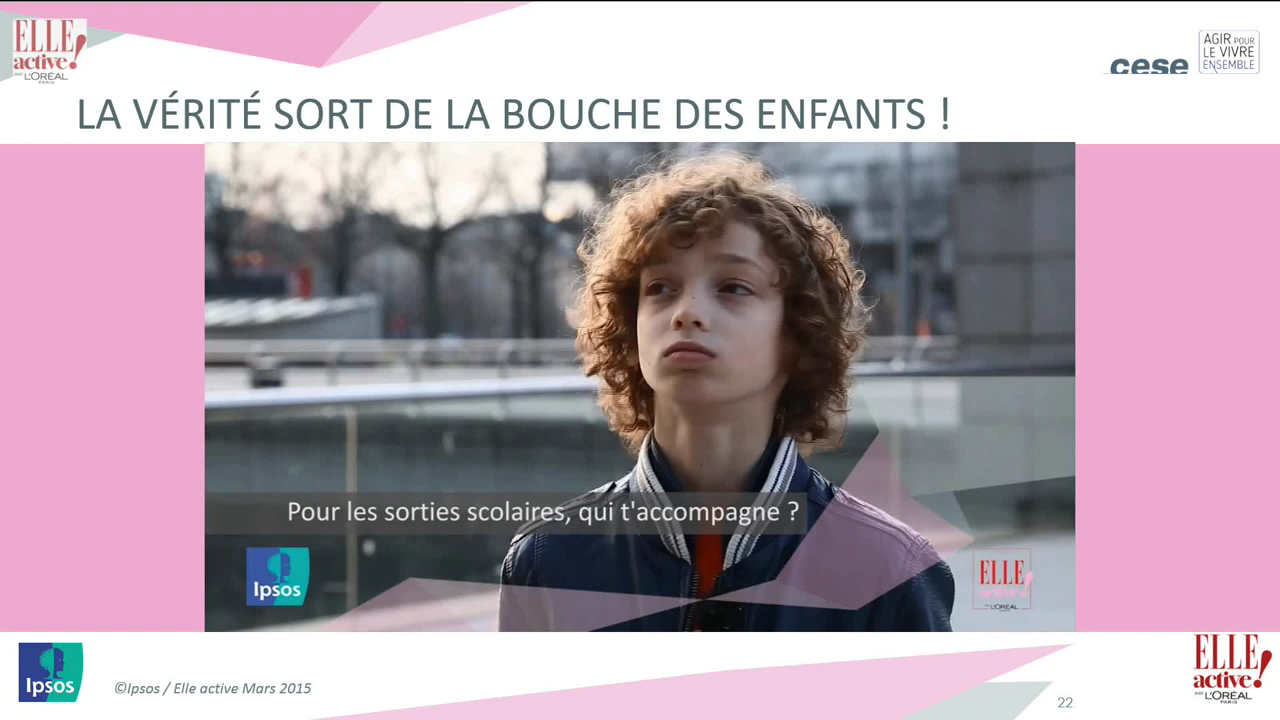 ELLE
active!
L'ORÉAL
PARIS
cese
AGIR POUR
LE VIVRE
ENSEMBLE
LA VÉRITÉ SORT DE LA BOUCHE DES ENFANTS !
Pour les sorties scolaires, qui t'accompagne ?
Ipsos
ELLE
active!
L'ORÉAL
Ipsos
©Ipsos / Elle active Mars 2015
22
ELLE
active!
L'ORÉAL
PARIS